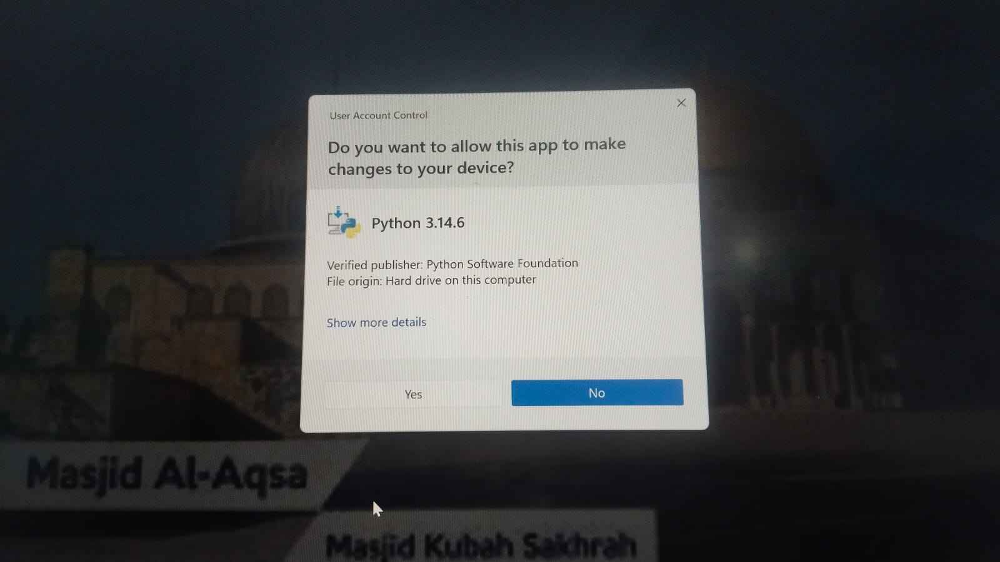 User Account Control
Do you want to allow this app to make
changes to your device?
Python 3.14.6
Verified publisher: Python Software Foundation
File origin: Hard drive on this computer
Show more details
Yes
No
Masjid Al-Aqsa
Masjid Kubah Sakhrah